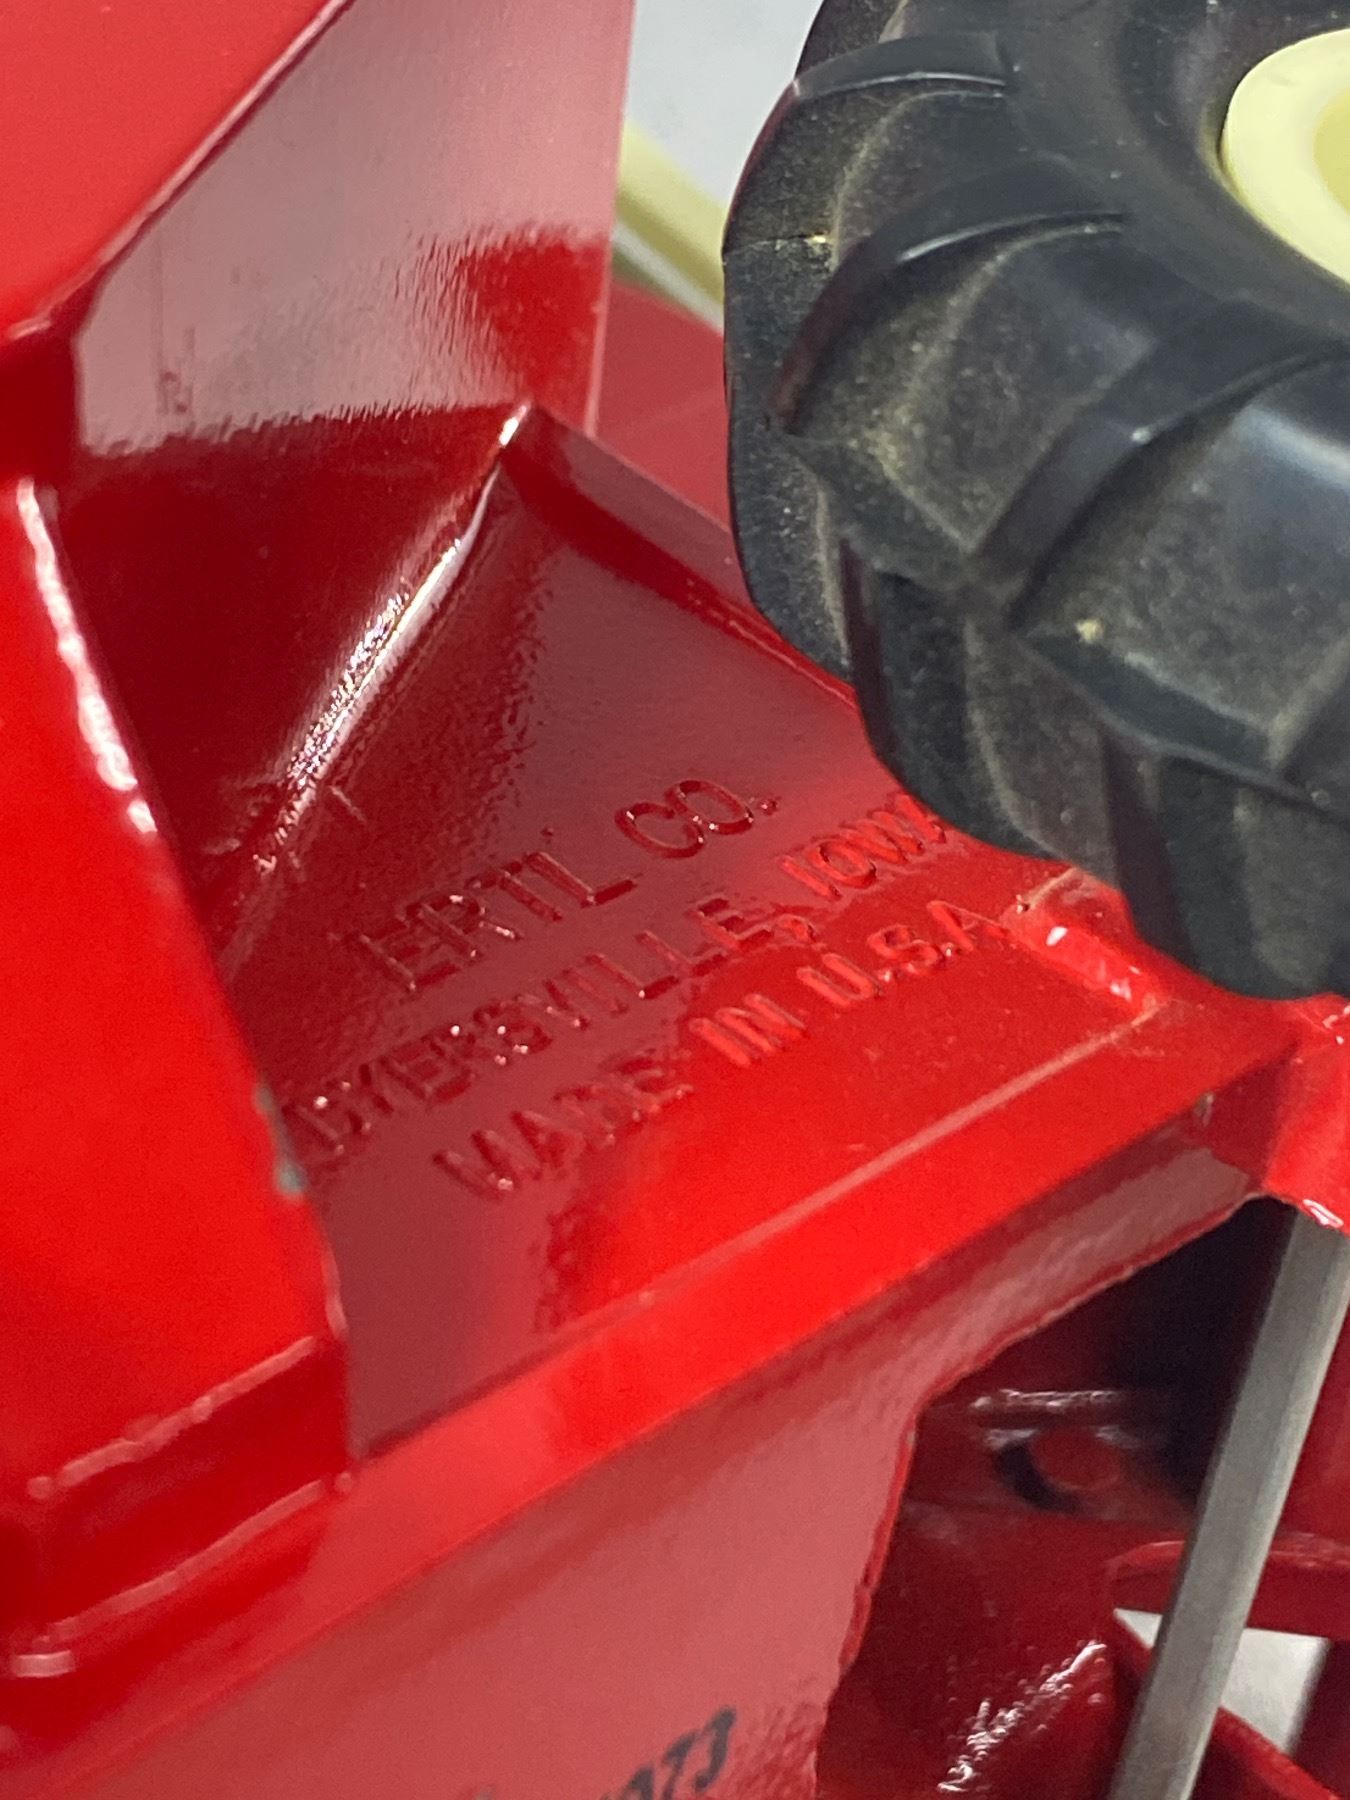 ERTL CO.
DYERSVILLE, IOWA
MADE IN U.S.A.